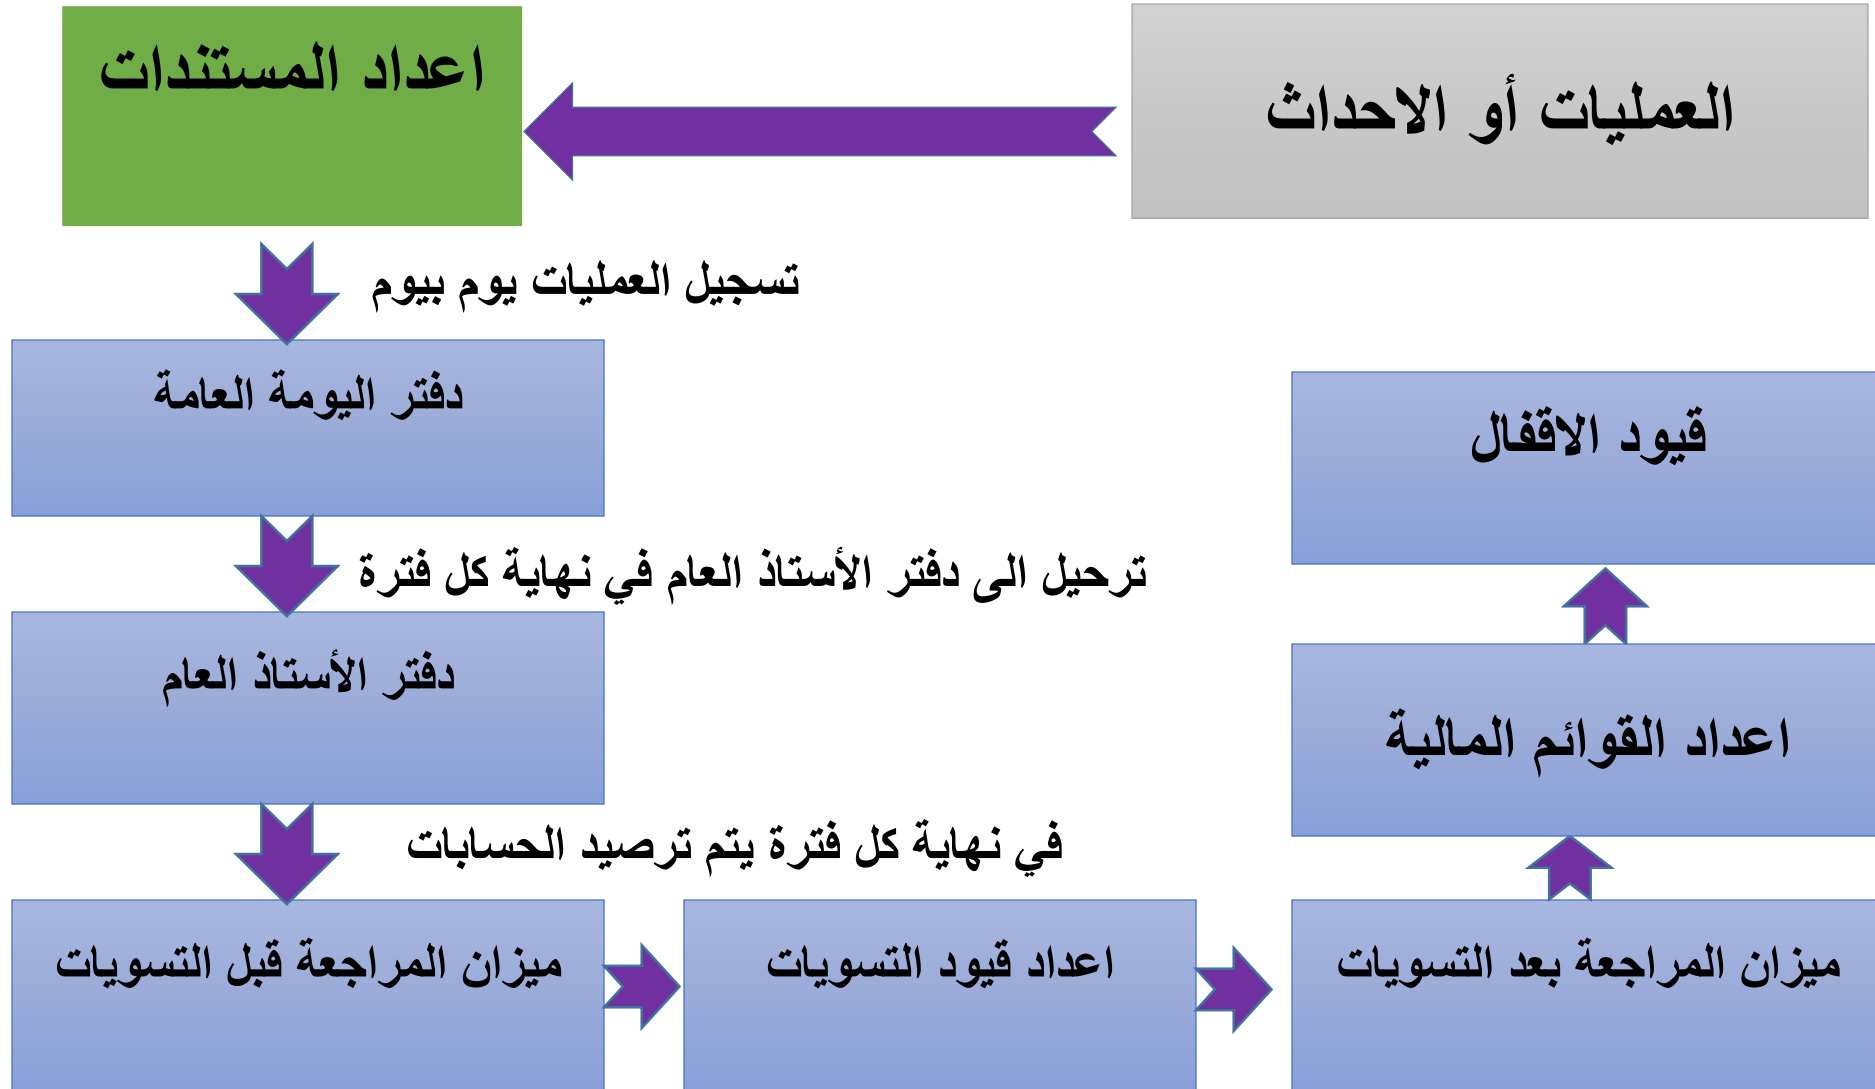 العمليات أو الاحداث
اعداد المستندات
تسجيل العمليات يوم بيوم
دفتر اليومة العامة
ترحيل الى دفتر الأستاذ العام في نهاية كل فترة
دفتر الأستاذ العام
في نهاية كل فترة يتم ترصيد الحسابات
ميزان المراجعة قبل التسويات
اعداد قيود التسويات
ميزان المراجعة بعد التسويات
اعداد القوائم المالية
قيود الاقفال